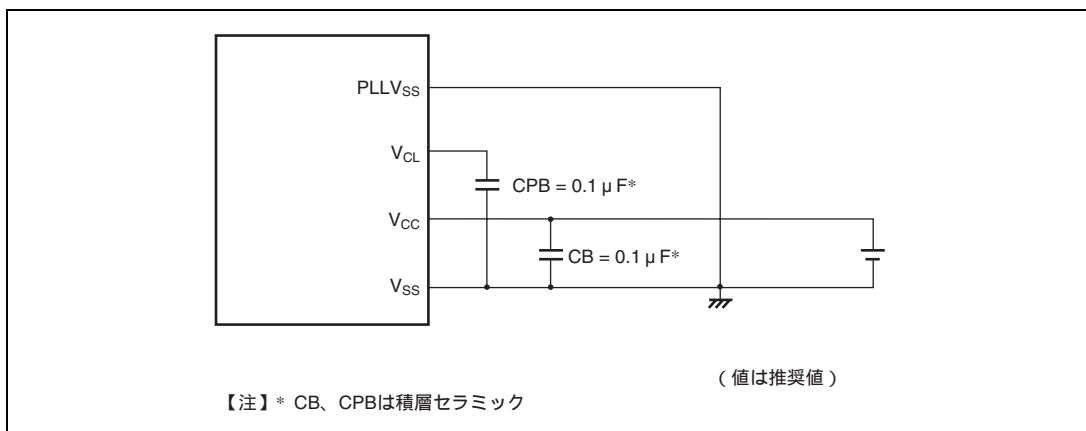 PLLVSS
VCL
CPB = 0.1 μ F*
VCC
CB = 0.1 μ F*
VSS
( 値は推奨値 )
【注】* CB、CPBは積層セラミック